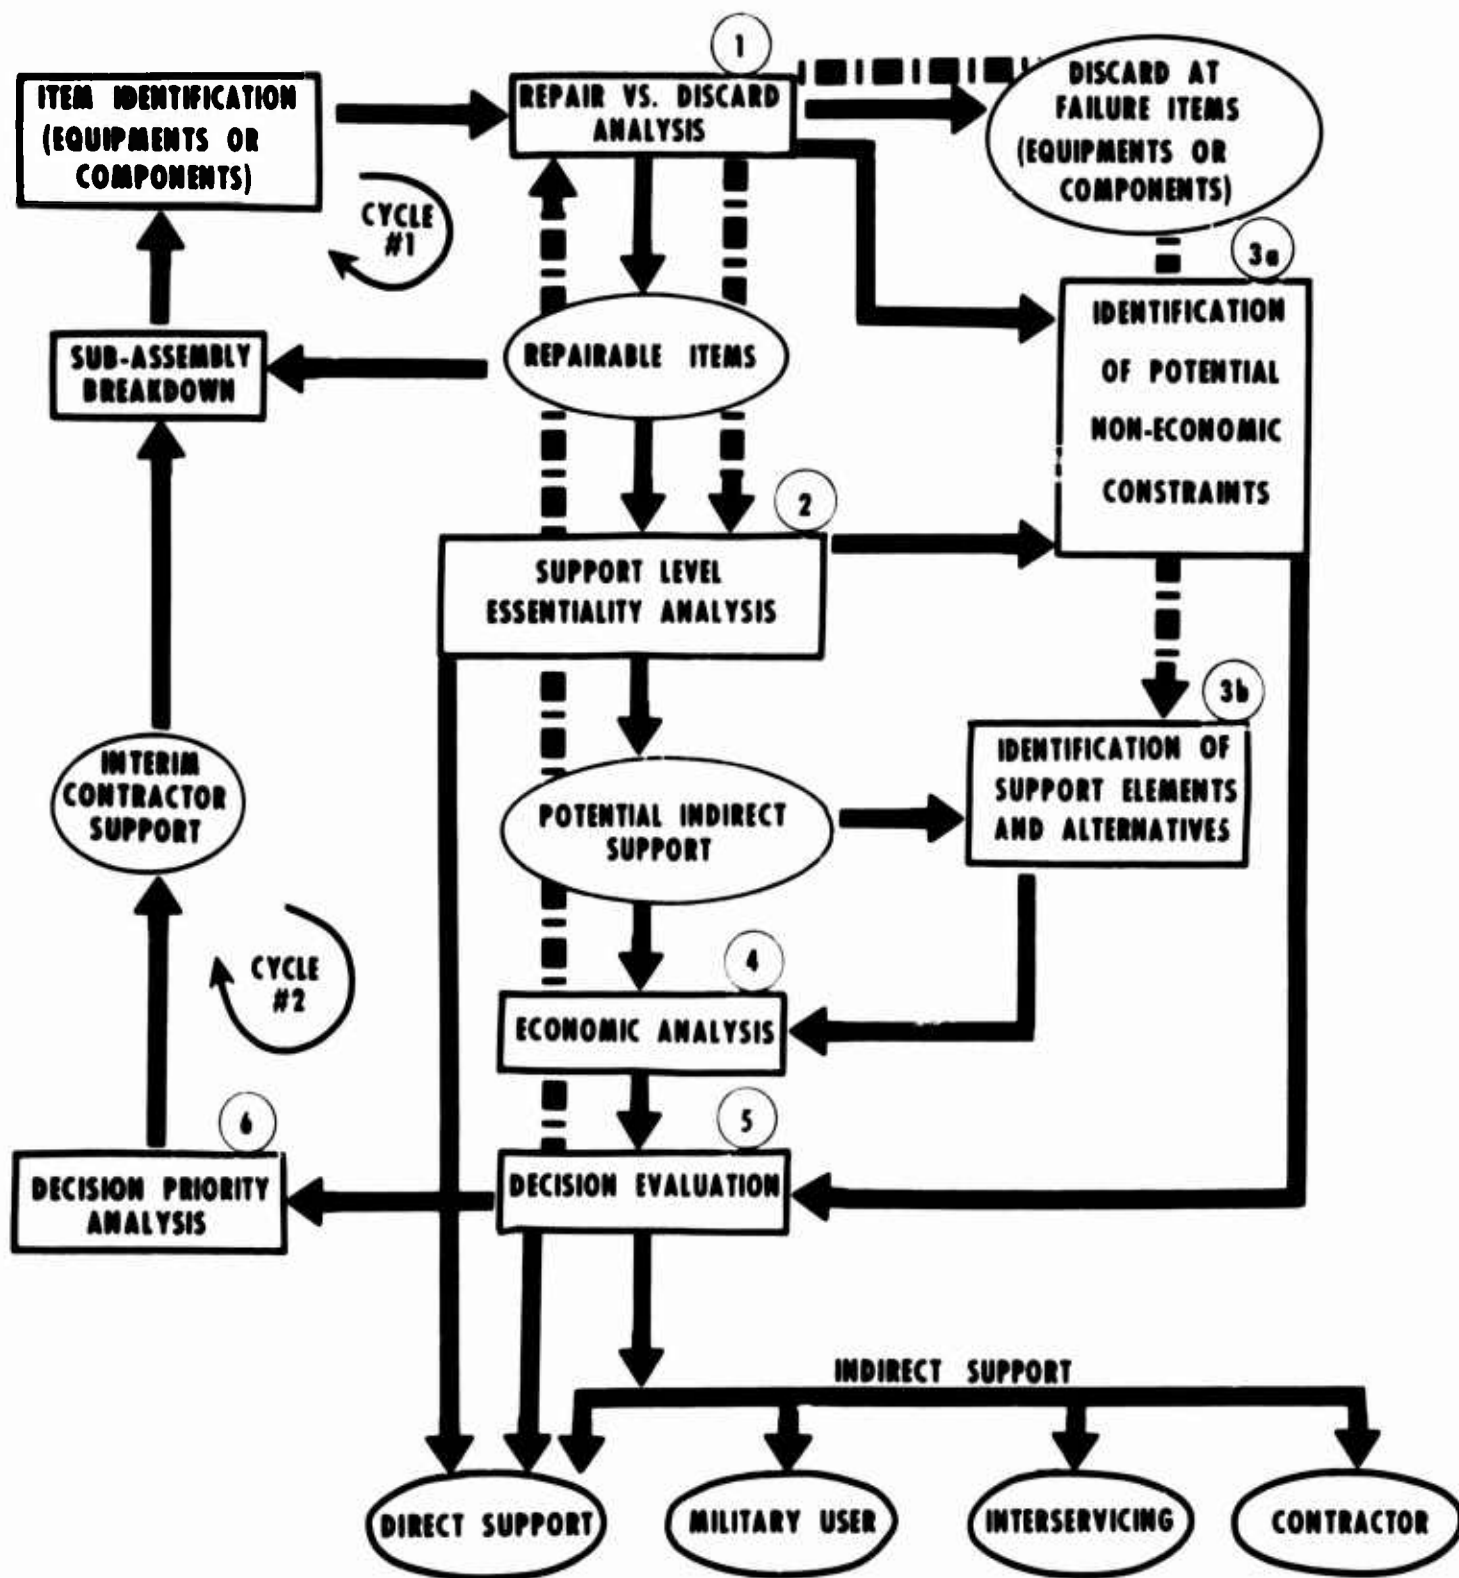 1
ITEM IDENTIFICATION
(EQUIPMENTS OR
COMPONENTS)
REPAIR VS. DISCARD
ANALYSIS
DISCARD AT
FAILURE ITEMS
(EQUIPMENTS OR
COMPONENTS)
CYCLE
#1
3a
IDENTIFICATION
OF POTENTIAL
NON-ECONOMIC
CONSTRAINTS
SUB-ASSEMBLY
BREAKDOWN
REPAIRABLE ITEMS
2
SUPPORT LEVEL
ESSENTIALITY ANALYSIS
3b
IDENTIFICATION OF
SUPPORT ELEMENTS
AND ALTERNATIVES
INTERIM
CONTRACTOR
SUPPORT
POTENTIAL INDIRECT
SUPPORT
CYCLE
#2
4
ECONOMIC ANALYSIS
6
DECISION PRIORITY
ANALYSIS
5
DECISION EVALUATION
INDIRECT SUPPORT
DIRECT SUPPORT
MILITARY USER
INTERSERVICING
CONTRACTOR